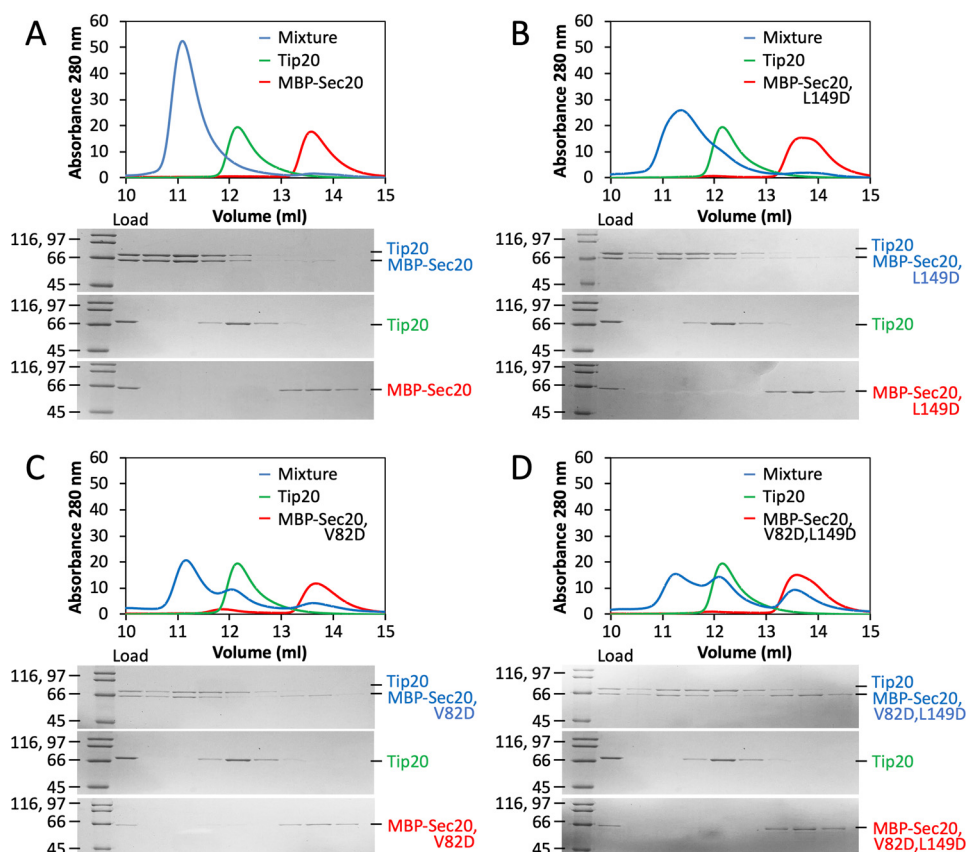 A
Absorbance 280 nm
60
50
40
30
20
10
0
Mixture
Tip20
MBP-Sec20
10 11 12 13 14 15
Load
Volume (ml)
116, 97
66
45
Tip20
MBP-Sec20
116, 97
66
45
Tip20
116, 97
66
45
MBP-Sec20
B
Absorbance 280 nm
60
50
40
30
20
10
0
Mixture
Tip20
MBP-Sec20,
L149D
10 11 12 13 14 15
Load
Volume (ml)
116, 97
66
45
Tip20
MBP-Sec20,
L149D
116, 97
66
45
Tip20
116, 97
66
45
MBP-Sec20,
L149D
C
Absorbance 280 nm
60
50
40
30
20
10
0
Mixture
Tip20
MBP-Sec20,
V82D
10 11 12 13 14 15
Load
Volume (ml)
116, 97
66
45
Tip20
MBP-Sec20,
V82D
116, 97
66
45
Tip20
116, 97
66
45
MBP-Sec20,
V82D
D
Absorbance 280 nm
60
50
40
30
20
10
0
Mixture
Tip20
MBP-Sec20,
V82D,L149D
10 11 12 13 14 15
Load
Volume (ml)
116, 97
66
45
Tip20
MBP-Sec20,
V82D,L149D
116, 97
66
45
Tip20
116, 97
66
45
MBP-Sec20,
V82D,L149D